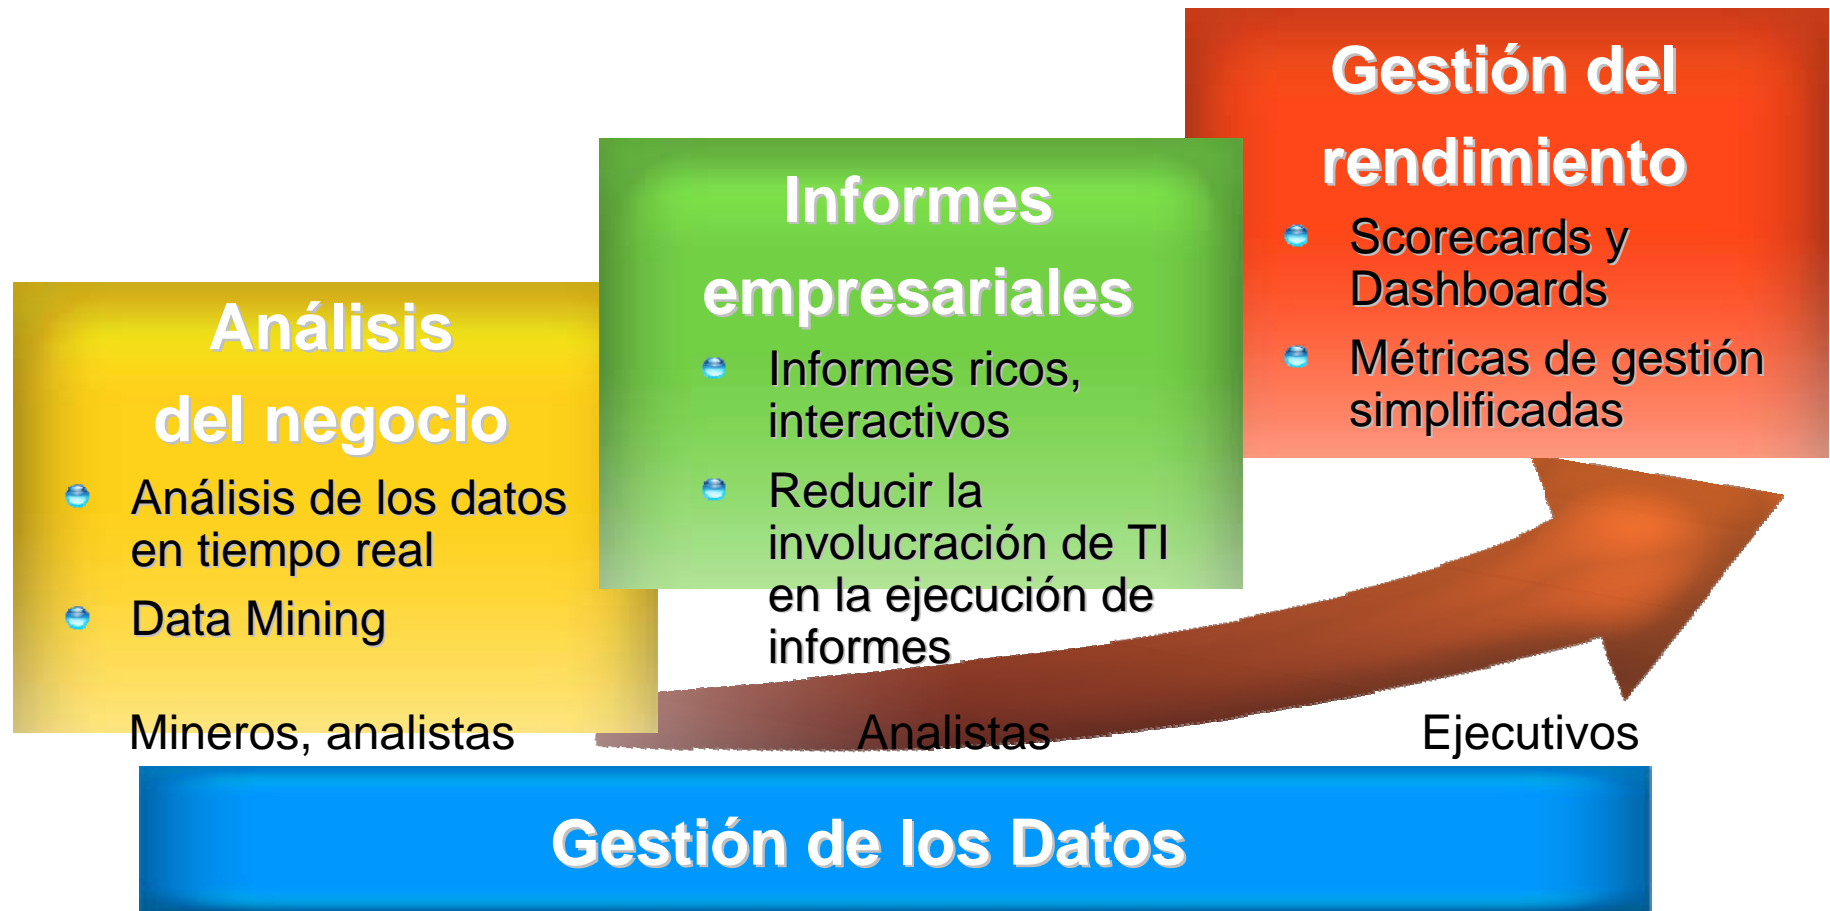 Análisis
del negocio
Análisis de los datos
en tiempo real
Data Mining
Mineros, analistas
Informes
empresariales
Informes ricos,
interactivos
Reducir la
involucración de TI
en la ejecución de
informes
Analistas
Gestión del
rendimiento
Scorecards y
Dashboards
Métricas de gestión
simplificadas
Ejecutivos
Gestión de los Datos